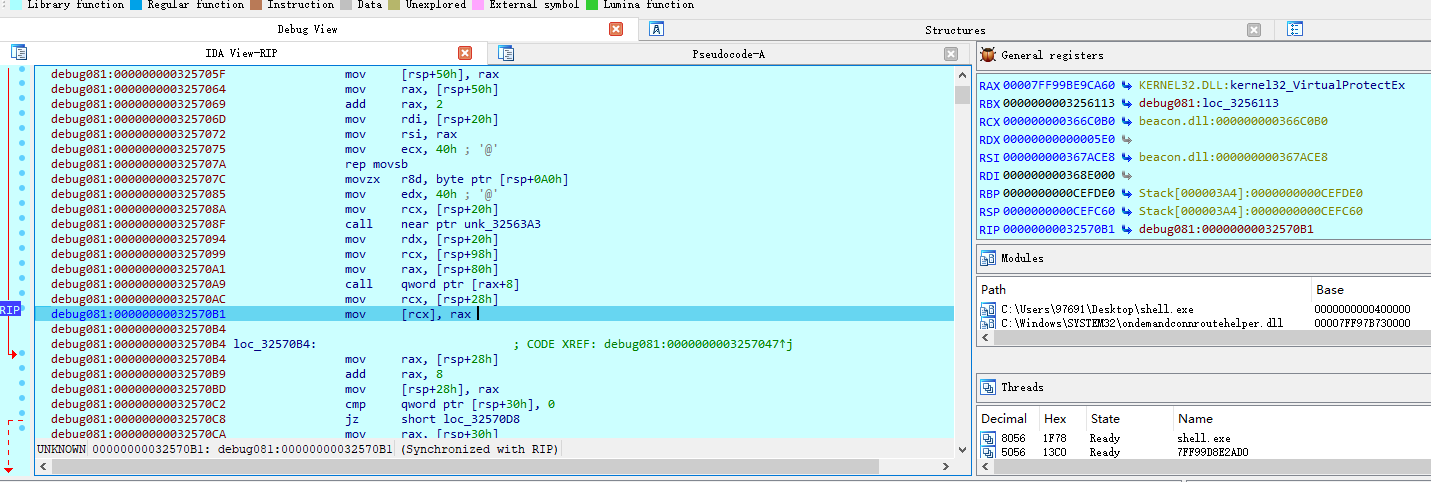 Library function Regular function Instruction Data Unexplored External symbol Lumina function
Debug View Structures
IDA View-RIP Pseudocode-A
debug081:000000000325705F mov [rsp+50h], rax
debug081:0000000003257064 mov rax, [rsp+50h]
debug081:0000000003257069 add rax, 2
debug081:000000000325706D mov rdi, [rsp+20h]
debug081:0000000003257072 mov rsi, rax
debug081:0000000003257075 mov ecx, 40h ; '@'
debug081:000000000325707A rep movsb
debug081:000000000325707C movzx r8d, byte ptr [rsp+0A0h]
debug081:0000000003257085 mov edx, 40h ; '@'
debug081:000000000325708A mov rcx, [rsp+20h]
debug081:000000000325708F call near ptr unk_32563A3
debug081:0000000003257094 mov rdx, [rsp+20h]
debug081:0000000003257099 mov rcx, [rsp+98h]
debug081:00000000032570A1 mov rax, [rsp+80h]
debug081:00000000032570A9 call qword ptr [rax+8]
debug081:00000000032570AC mov rcx, [rsp+28h]
debug081:00000000032570B1 mov [rcx], rax
debug081:00000000032570B4
debug081:00000000032570B4 loc_32570B4: ; CODE XREF: debug081:0000000003257047↑j
debug081:00000000032570B4 mov rax, [rsp+28h]
debug081:00000000032570B9 add rax, 8
debug081:00000000032570BD mov [rsp+28h], rax
debug081:00000000032570C2 cmp qword ptr [rsp+30h], 0
debug081:00000000032570C8 jz short loc_32570D8
debug081:00000000032570CA mov rax, [rsp+30h]
RIP
UNKNOWN 00000000032570B1: debug081:00000000032570B1 (Synchronized with RIP)
General registers
RAX 00007FF99BE9CA60 KERNEL32.DLL:kernel32_VirtualProtectEx
RBX 0000000003256113 debug081:loc_3256113
RCX 000000000366C0B0 beacon.dll:000000000366C0B0
RDX 00000000000005E0
RSI 000000000367ACE8 beacon.dll:000000000367ACE8
RDI 000000000368E000
RBP 0000000000CEFDE0 Stack[000003A4]:0000000000CEFDE0
RSP 0000000000CEFC60 Stack[000003A4]:0000000000CEFC60
RIP 00000000032570B1 debug081:00000000032570B1
Modules
Path Base
C:\Users\97691\Desktop\shell.exe 0000000000400000
C:\Windows\SYSTEM32\ondemandconnroutehelper.dll 00007FF97B730000
Threads
Decimal Hex State Name
8056 1F78 Ready shell.exe
5056 13C0 Ready 7FF99D8E2AD0